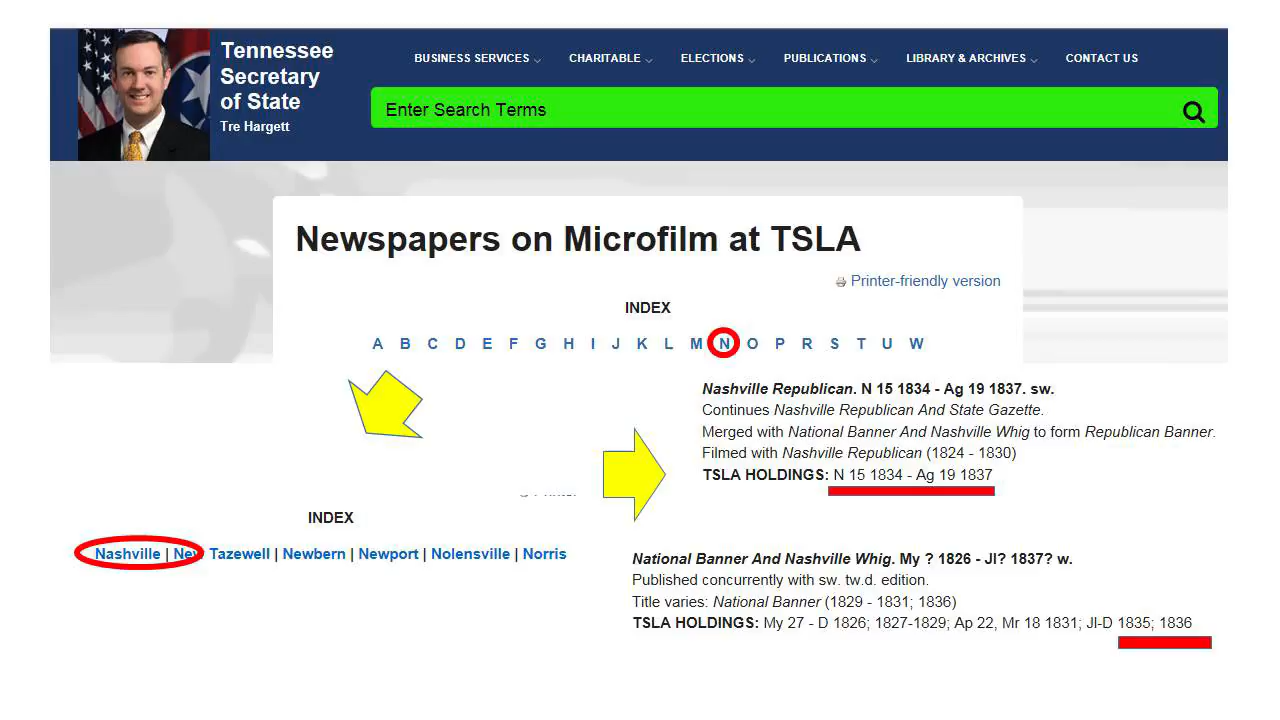 Tennessee
Secretary
of State
Tre Hargett
BUSINESS SERVICES
CHARITABLE
ELECTIONS
PUBLICATIONS
LIBRARY & ARCHIVES
CONTACT US
Enter Search Terms
Newspapers on Microfilm at TSLA
Printer-friendly version
INDEX
A B C D E F G H I J K L M N O P R S T U W
Nashville Republican. N 15 1834 - Ag 19 1837. sw.
Continues Nashville Republican And State Gazette.
Merged with National Banner And Nashville Whig to form Republican Banner.
Filmed with Nashville Republican (1824 - 1830)
TSLA HOLDINGS: N 15 1834 - Ag 19 1837
INDEX
Nashville | New Tazewell | Newbern | Newport | Nolensville | Norris
National Banner And Nashville Whig. My ? 1826 - Jl? 1837? w.
Published concurrently with sw. tw.d. edition.
Title varies: National Banner (1829 - 1831; 1836)
TSLA HOLDINGS: My 27 - D 1826; 1827-1829; Ap 22, Mr 18 1831; Jl-D 1835; 1836